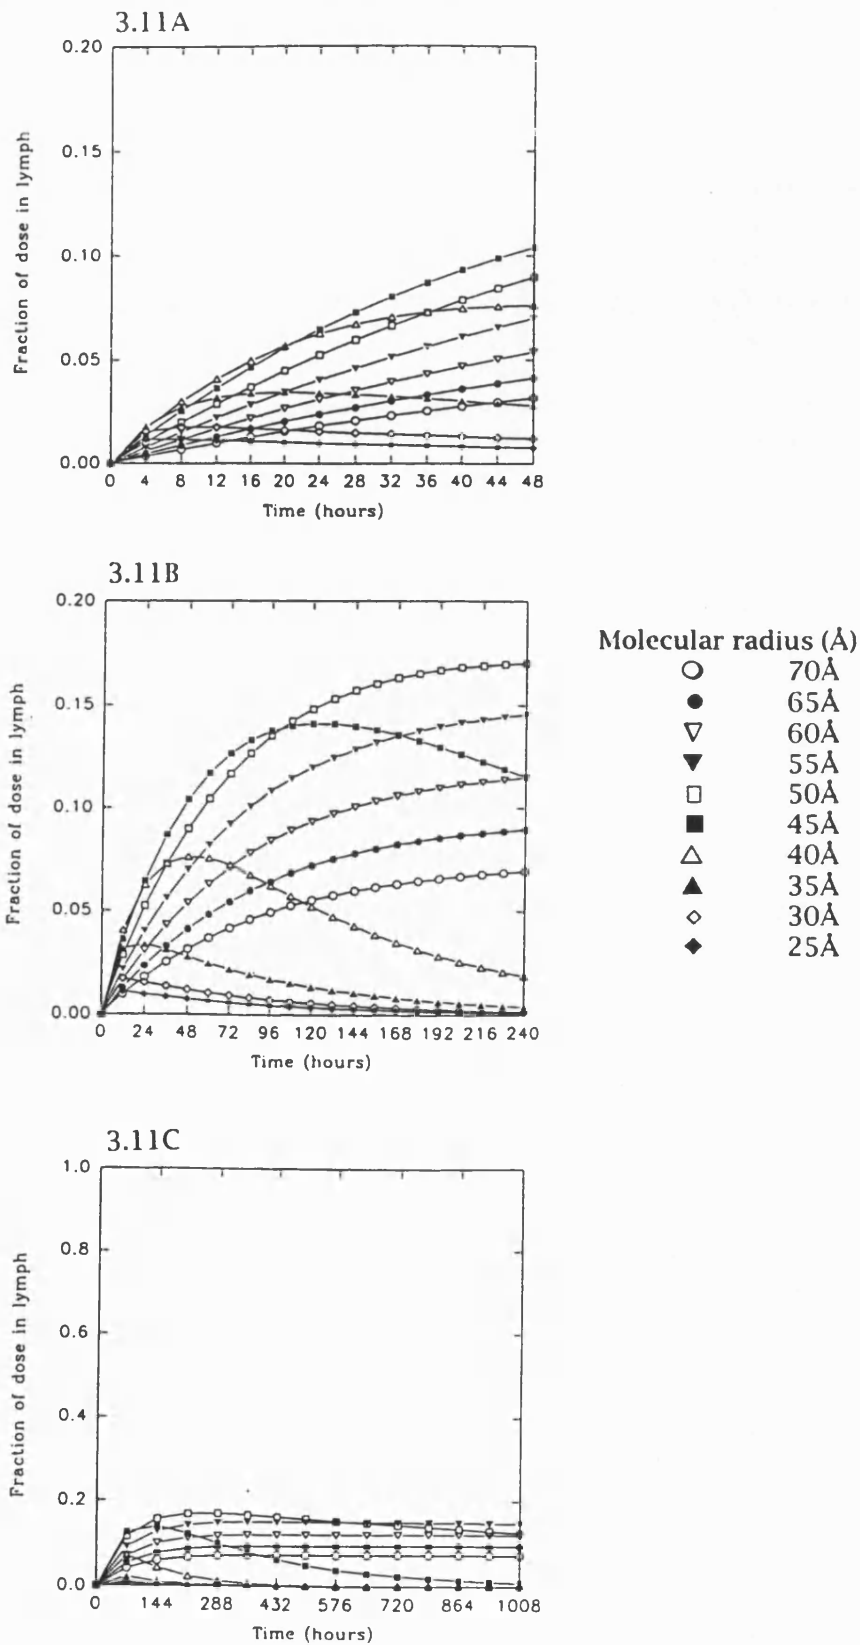 3.11A
Fraction of dose in lymph
0.20
0.15
0.10
0.05
0.00
0 4 8 12 16 20 24 28 32 36 40 44 48
Time (hours)
3.11B
Fraction of dose in lymph
0.20
0.15
0.10
0.05
0.00
0 24 48 72 96 120 144 168 192 216 240
Time (hours)
Molecular radius (Å)
70Å
65Å
60Å
55Å
50Å
45Å
40Å
35Å
30Å
25Å
3.11C
Fraction of dose in lymph
1.0
0.8
0.6
0.4
0.2
0.0
0 144 288 432 576 720 864 1008
Time (hours)